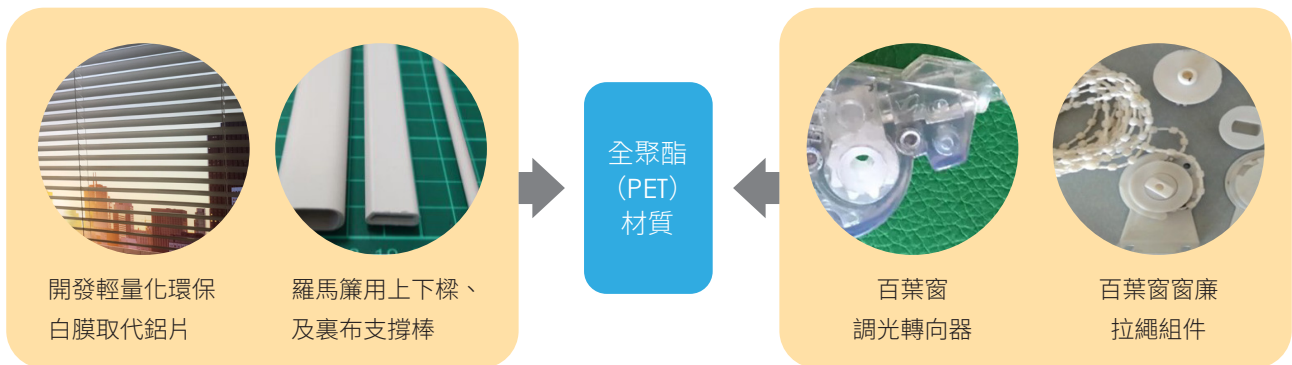 開發輕量化環保
白膜取代鋁片
羅馬簾用上下樑、
及裏布支撐棒
全聚酯
（PET）
材質
百葉窗
調光轉向器
百葉窗窗廉
拉繩組件